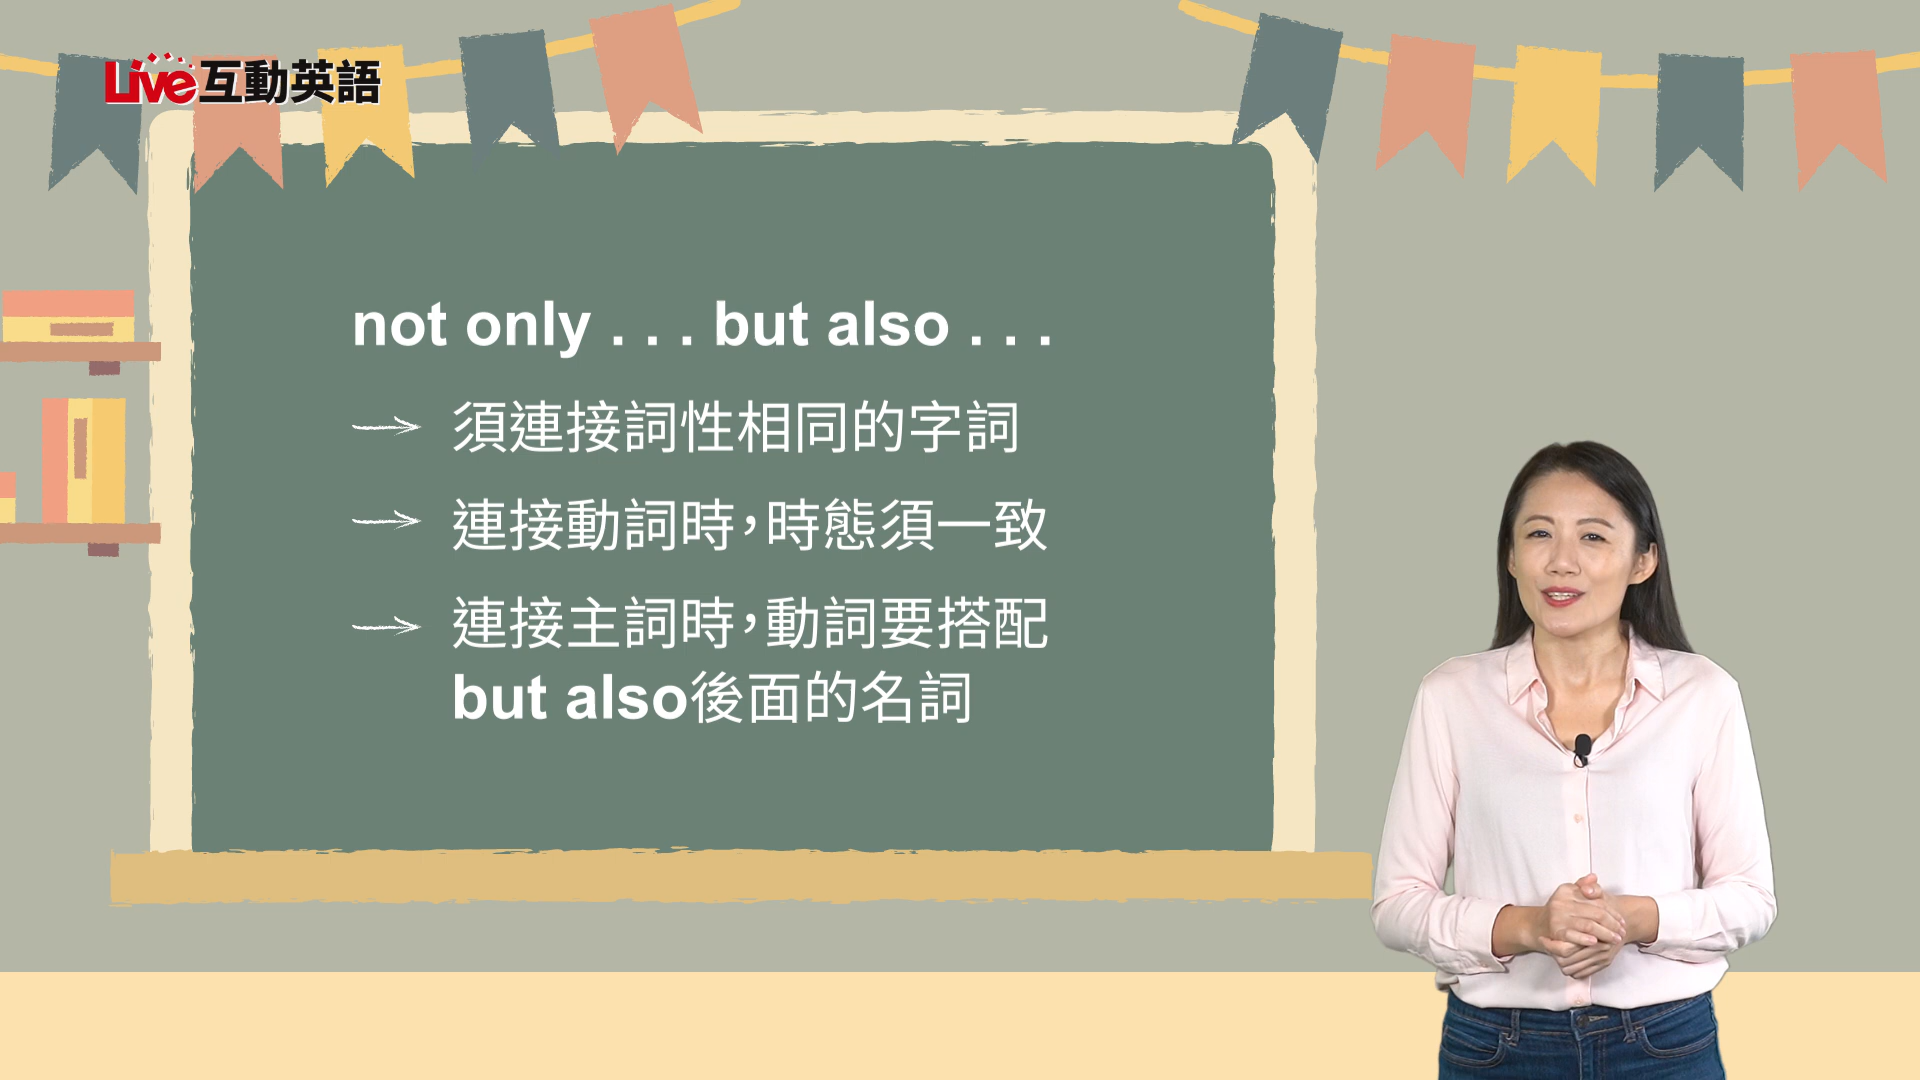 Live互動英語
not only . . . but also . . .
→ 須連接詞性相同的字詞
→ 連接動詞時，時態須一致
→ 連接主詞時，動詞要搭配
but also後面的名詞